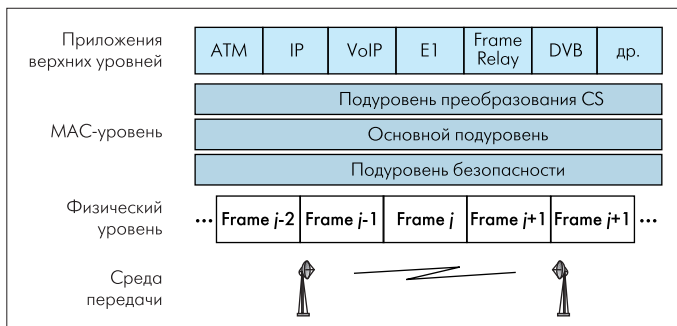 Приложения
верхних уровней
ATM IP VoIP E1 Frame Relay DVB др.
MAC-уровень
Подуровень преобразования CS
Основной подуровень
Подуровень безопасности
Физический
уровень
... Frame j-2 Frame j-1 Frame j Frame j+1 Frame j+1 ...
Среда
передачи